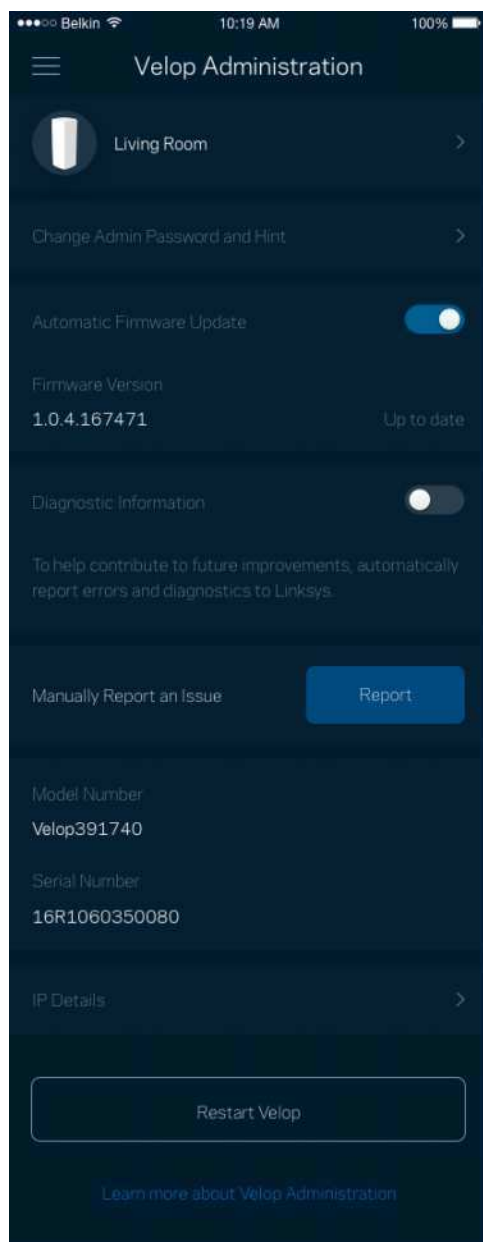 Belkin 10:19 AM 100%
Velop Administration
Living Room
Change Admin Password and Hint
Automatic Firmware Update
Firmware Version
1.0.4.167471 Up to date
Diagnostic Information
To help contribute to future improvements, automatically
report errors and diagnostics to Linksys.
Manually Report an Issue Report
Model Number
Velop391740
Serial Number
16R1060350080
IP Details
Restart Velop
Learn more about Velop Administration